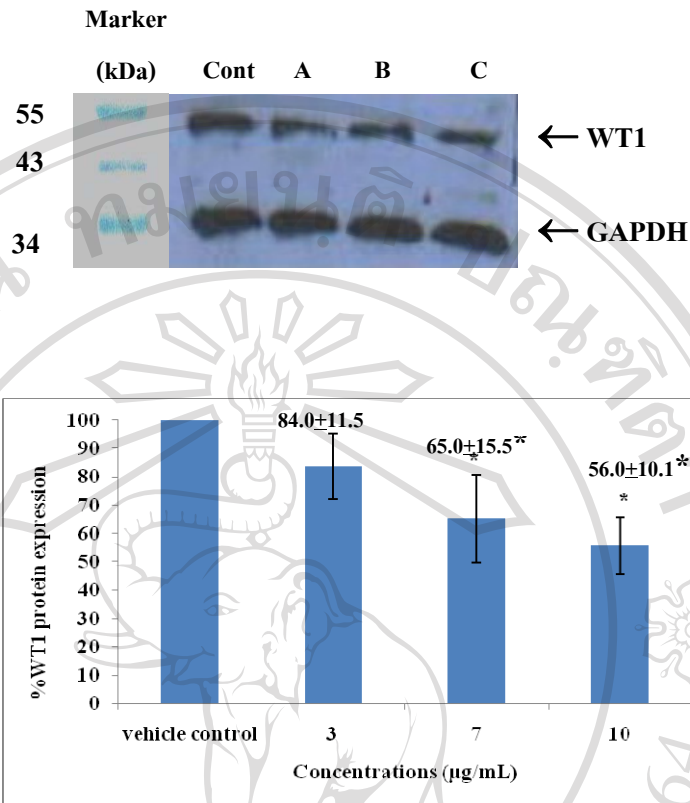 Marker
(kDa) Cont A B C
55
← WT1
43
34
← GAPDH
%WT1 protein expression
100
90
80
70
60
50
40
30
20
10
0
84.0±11.5
65.0±15.5*
*
56.0±10.1*
*
vehicle control 3 7 10
Concentrations (µg/mL)